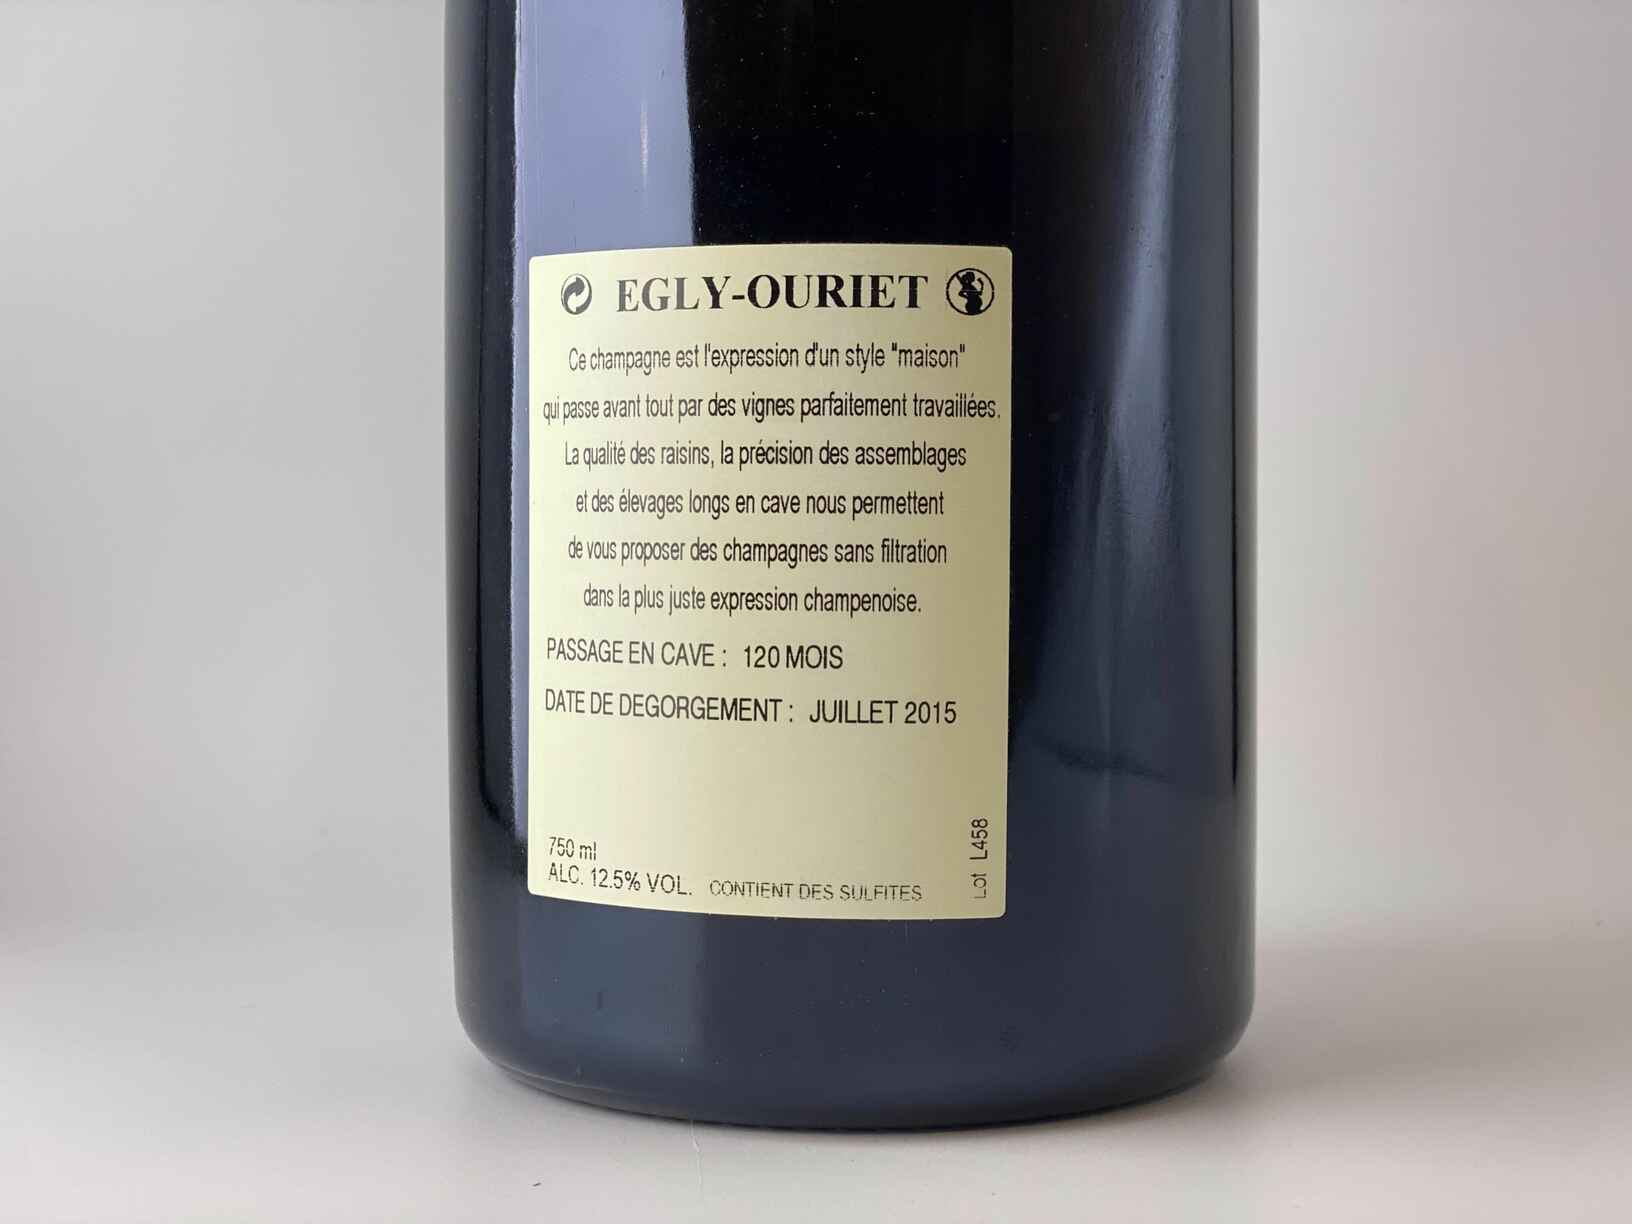 EGLY-OURIET
Ce champagne est l'expression d'un style "maison"
qui passe avant tout par des vignes parfaitement travaillées.
La qualité des raisins, la précision des assemblages
et des élevages longs en cave nous permettent
de vous proposer des champagnes sans filtration
dans la plus juste expression champenoise.
PASSAGE EN CAVE : 120 MOIS
DATE DE DEGORGEMENT : JUILLET 2015
750 ml
ALC. 12.5% VOL. CONTIENT DES SULFITES
Lot L458